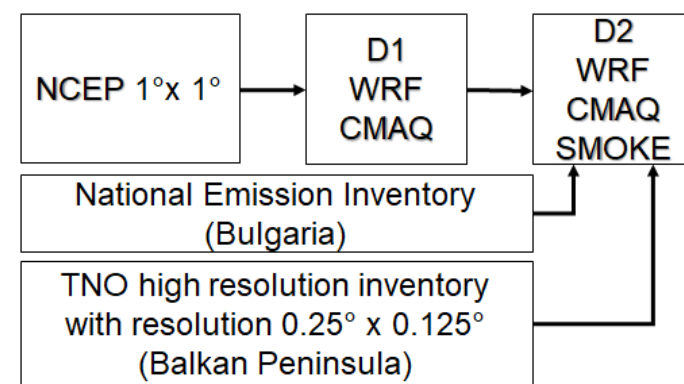 NCEP 1°x 1°
D1
WRF
CMAQ
D2
WRF
CMAQ
SMOKE
National Emission Inventory
(Bulgaria)
TNO high resolution inventory
with resolution 0.25° x 0.125°
(Balkan Peninsula)